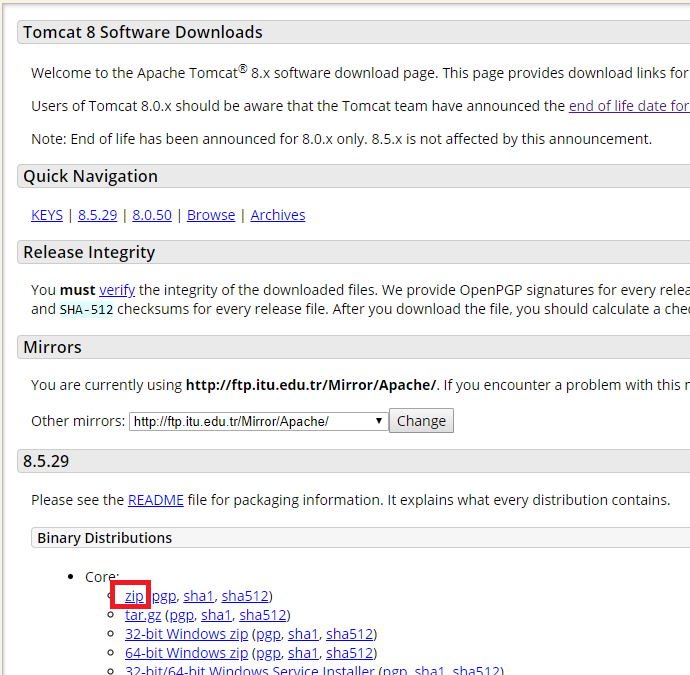 Tomcat 8 Software Downloads
Welcome to the Apache Tomcat® 8.x software download page. This page provides download links for
Users of Tomcat 8.0.x should be aware that the Tomcat team have announced the end of life date for
Note: End of life has been announced for 8.0.x only. 8.5.x is not affected by this announcement.
Quick Navigation
KEYS | 8.5.29 | 8.0.50 | Browse | Archives
Release Integrity
You must verify the integrity of the downloaded files. We provide OpenPGP signatures for every relea
and SHA-512 checksums for every release file. After you download the file, you should calculate a che
Mirrors
You are currently using http://ftp.itu.edu.tr/Mirror/Apache/. If you encounter a problem with this
Other mirrors: http://ftp.itu.edu.tr/Mirror/Apache/ Change
8.5.29
Please see the README file for packaging information. It explains what every distribution contains.
Binary Distributions
Core:
zip (pgp, sha1, sha512)
tar.gz (pgp, sha1, sha512)
32-bit Windows zip (pgp, sha1, sha512)
64-bit Windows zip (pgp, sha1, sha512)
32-bit/64-bit Windows Service Installer (pgp, sha1, sha512)